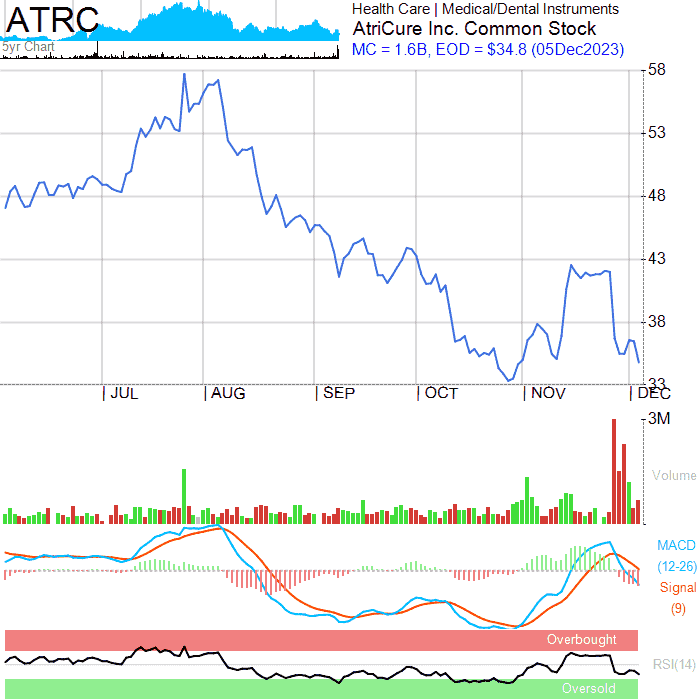 ATRC
5yr Chart
Health Care | Medical/Dental Instruments
AtriCure Inc. Common Stock
MC = 1.6B, EOD = $34.8 (05Dec2023)
58
53
48
43
38
33
JUL AUG SEP OCT NOV DEC
3M
Volume
MACD
(12-26)
Signal
(9)
Overbought
RSI(14)
Oversold